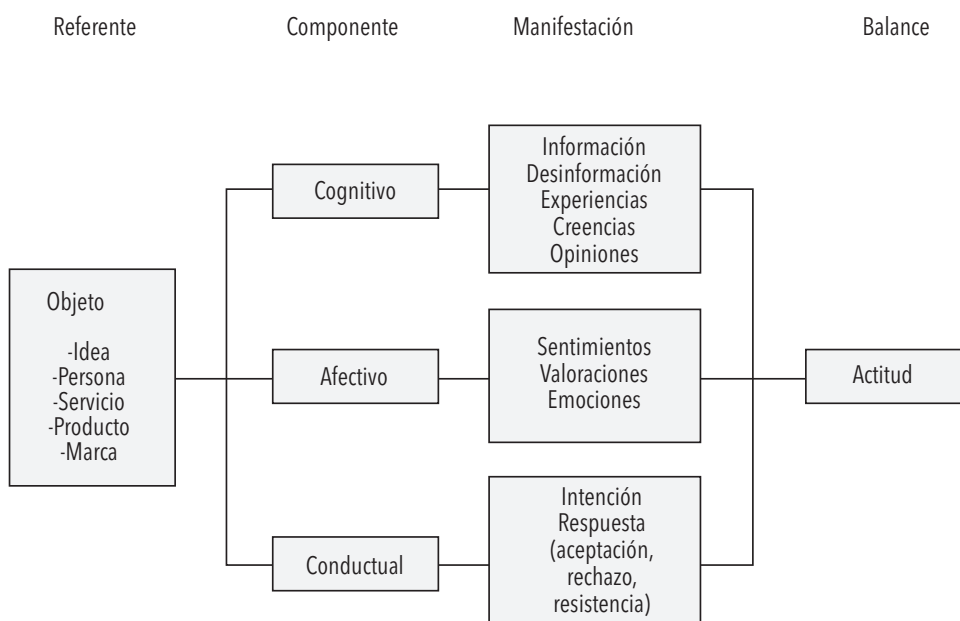 Referente
Componente
Manifestación
Balance
Objeto
-Idea
-Persona
-Servicio
-Producto
-Marca
Cognitivo
Información
Desinformación
Experiencias
Creencias
Opiniones
Afectivo
Sentimientos
Valoraciones
Emociones
Conductual
Intención
Respuesta
(aceptación,
rechazo,
resistencia)
Actitud